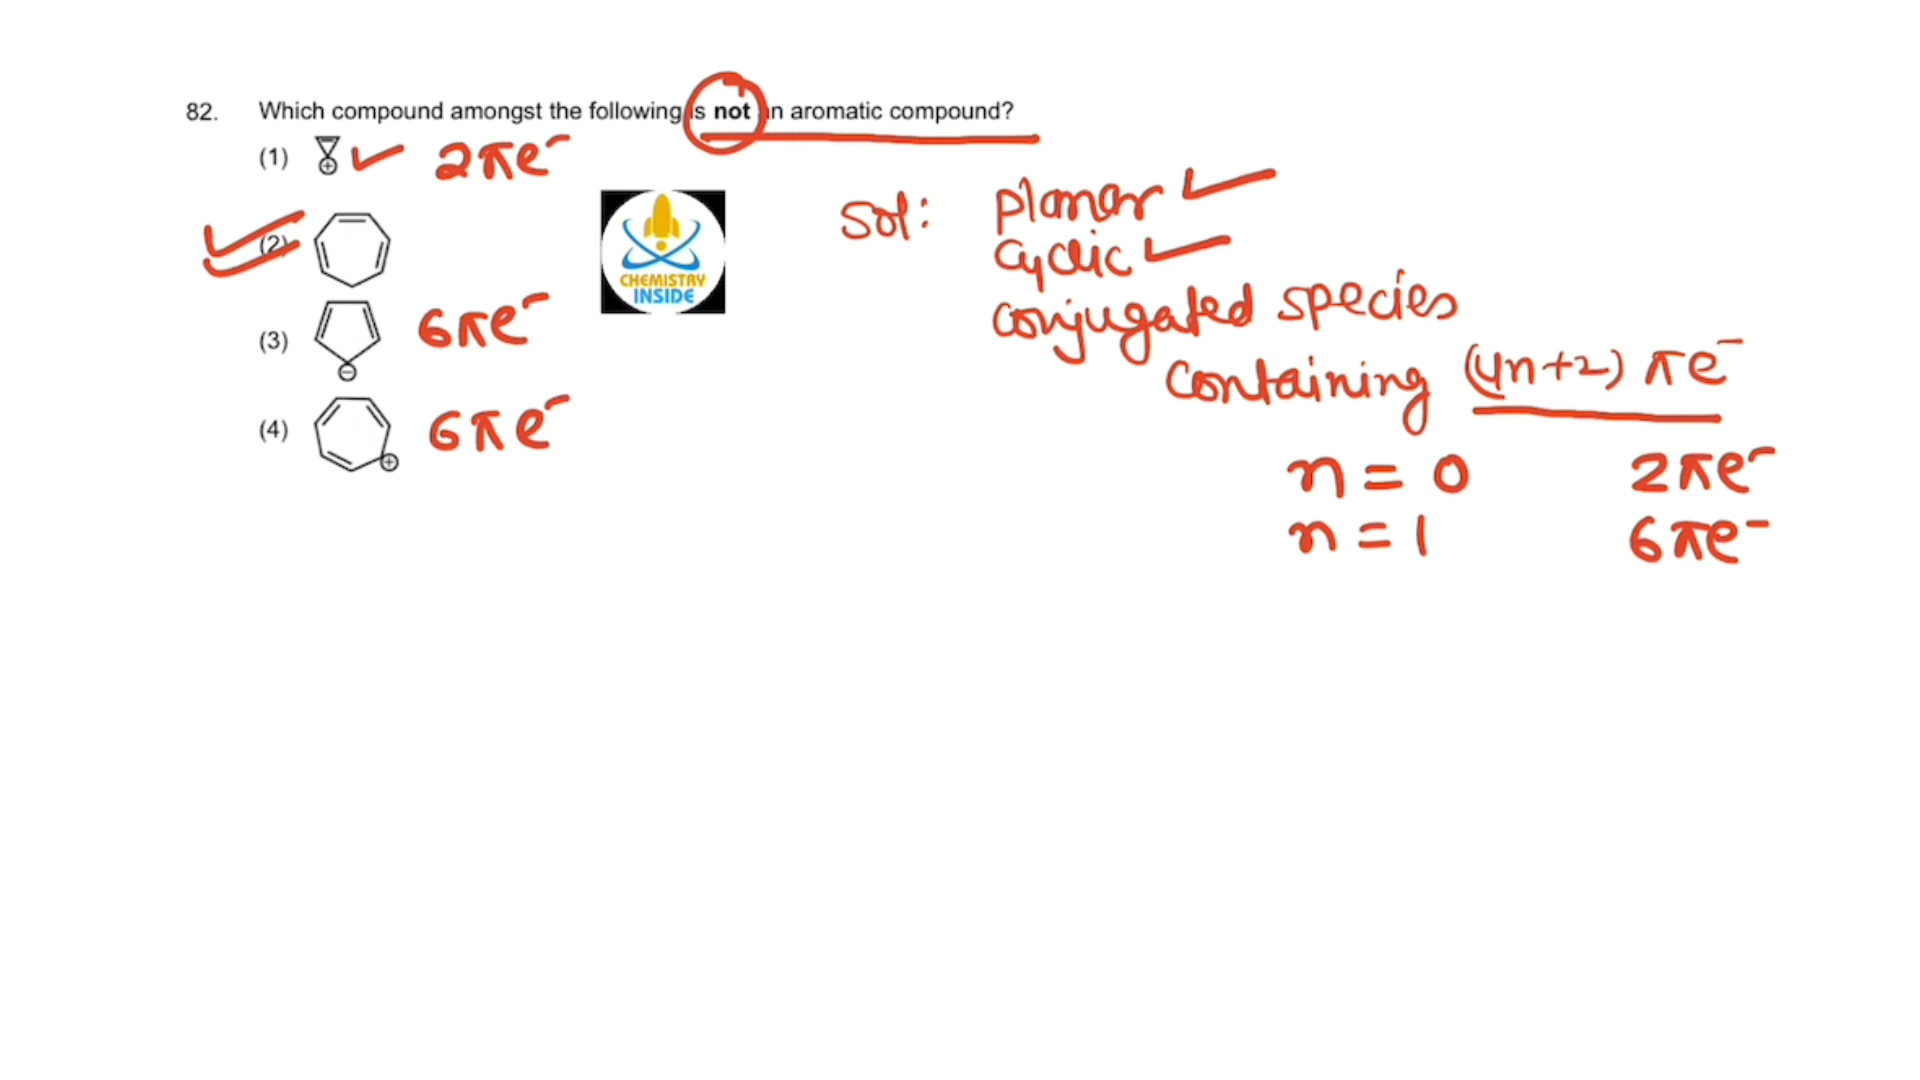 82. Which compound amongst the following is not an aromatic compound?
(1) ⊕ 2πe⁻
(2)
(3) ⊖ 6πe⁻
(4) ⊕ 6πe⁻
CHEMISTRY
INSIDE
Sol: planar
Cyclic
Conjugated species
containing (4n+2) πe⁻
n = 0 2πe⁻
n = 1 6πe⁻